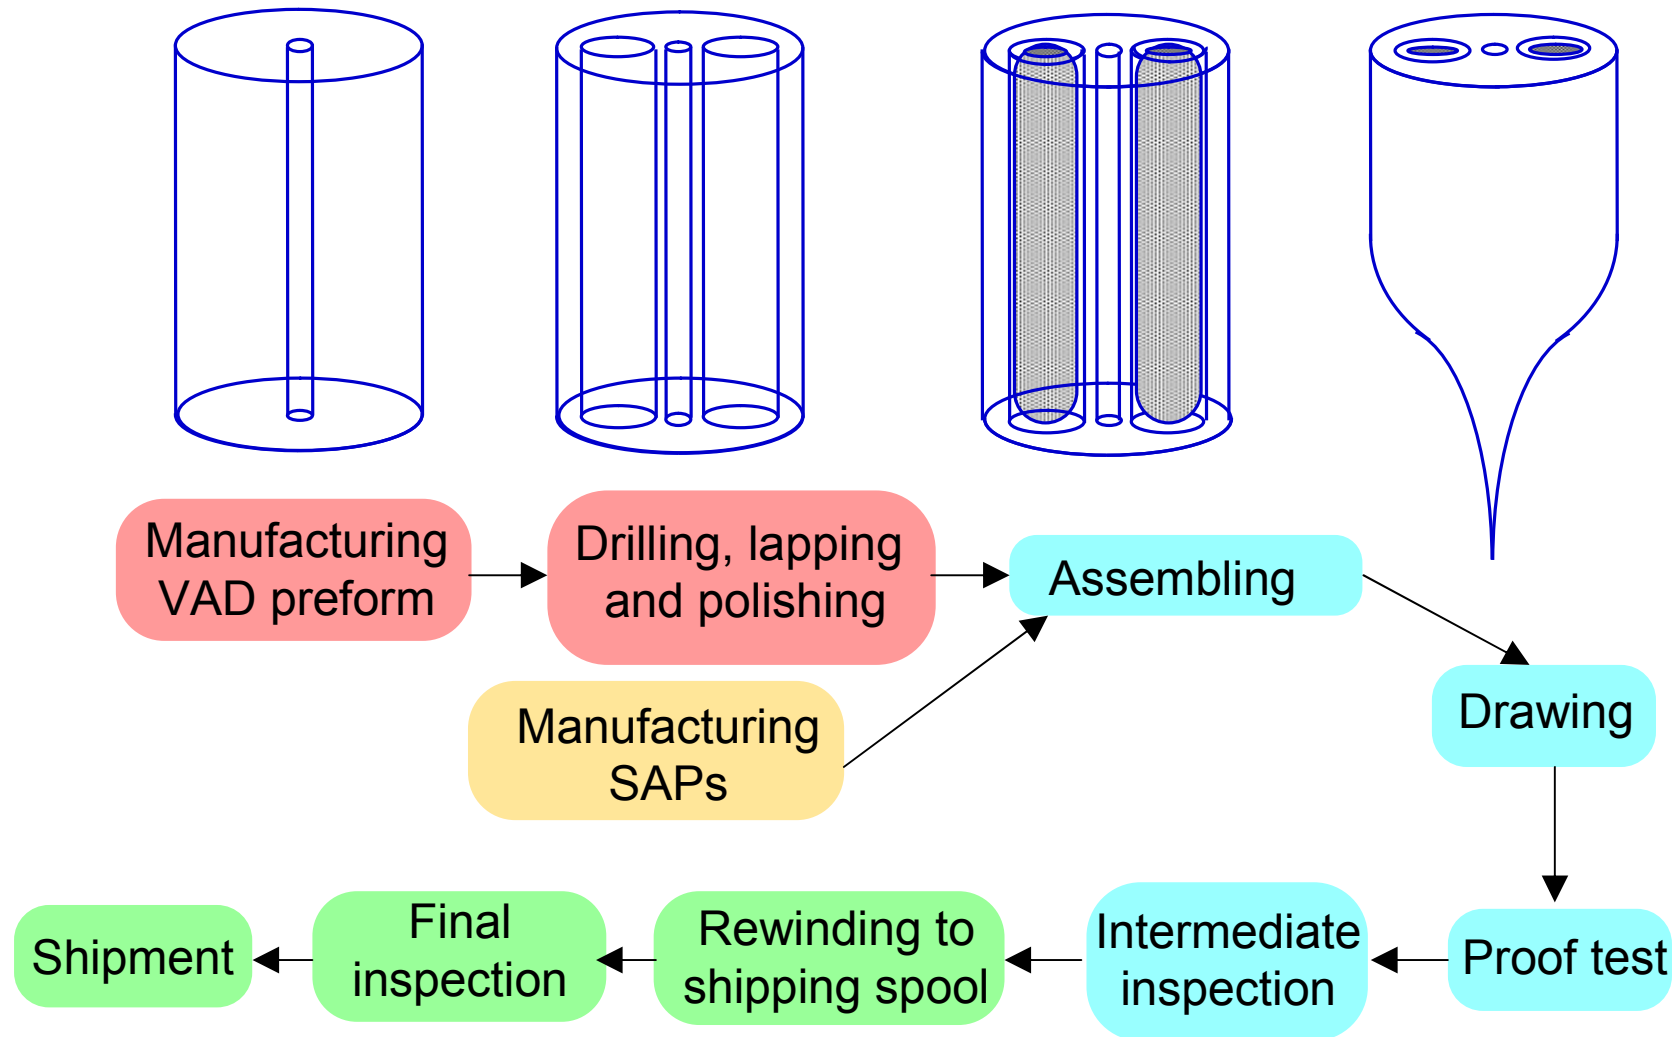 Manufacturing
VAD preform
Drilling, lapping
and polishing
Assembling
Manufacturing
SAPs
Drawing
Proof test
Intermediate
inspection
Rewinding to
shipping spool
Final
inspection
Shipment